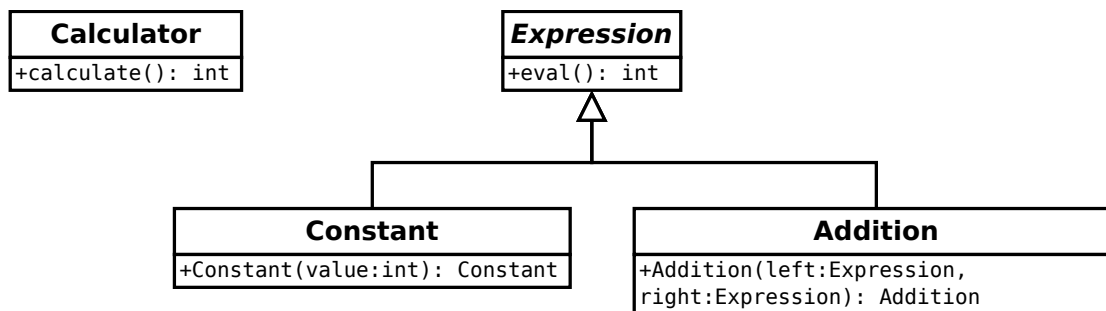 Calculator
+calculate(): int
Expression
+eval(): int
Constant
+Constant(value:int): Constant
Addition
+Addition(left:Expression,
right:Expression): Addition